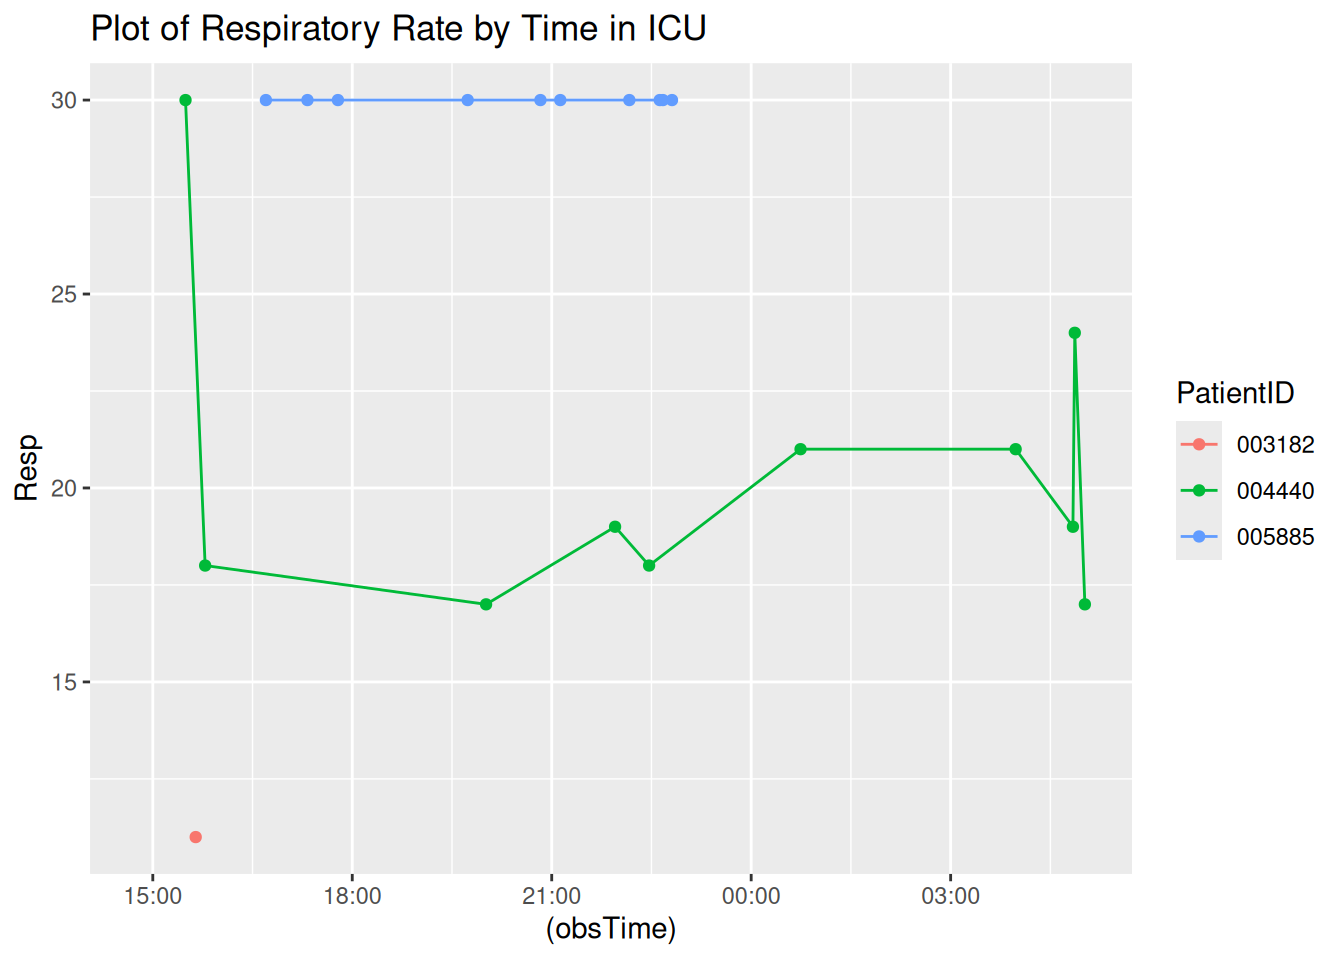 Plot of Respiratory Rate by Time in ICU
30
25
20
15
Resp
15:00 18:00 21:00 00:00 03:00
(obsTime)
PatientID
003182
004440
005885